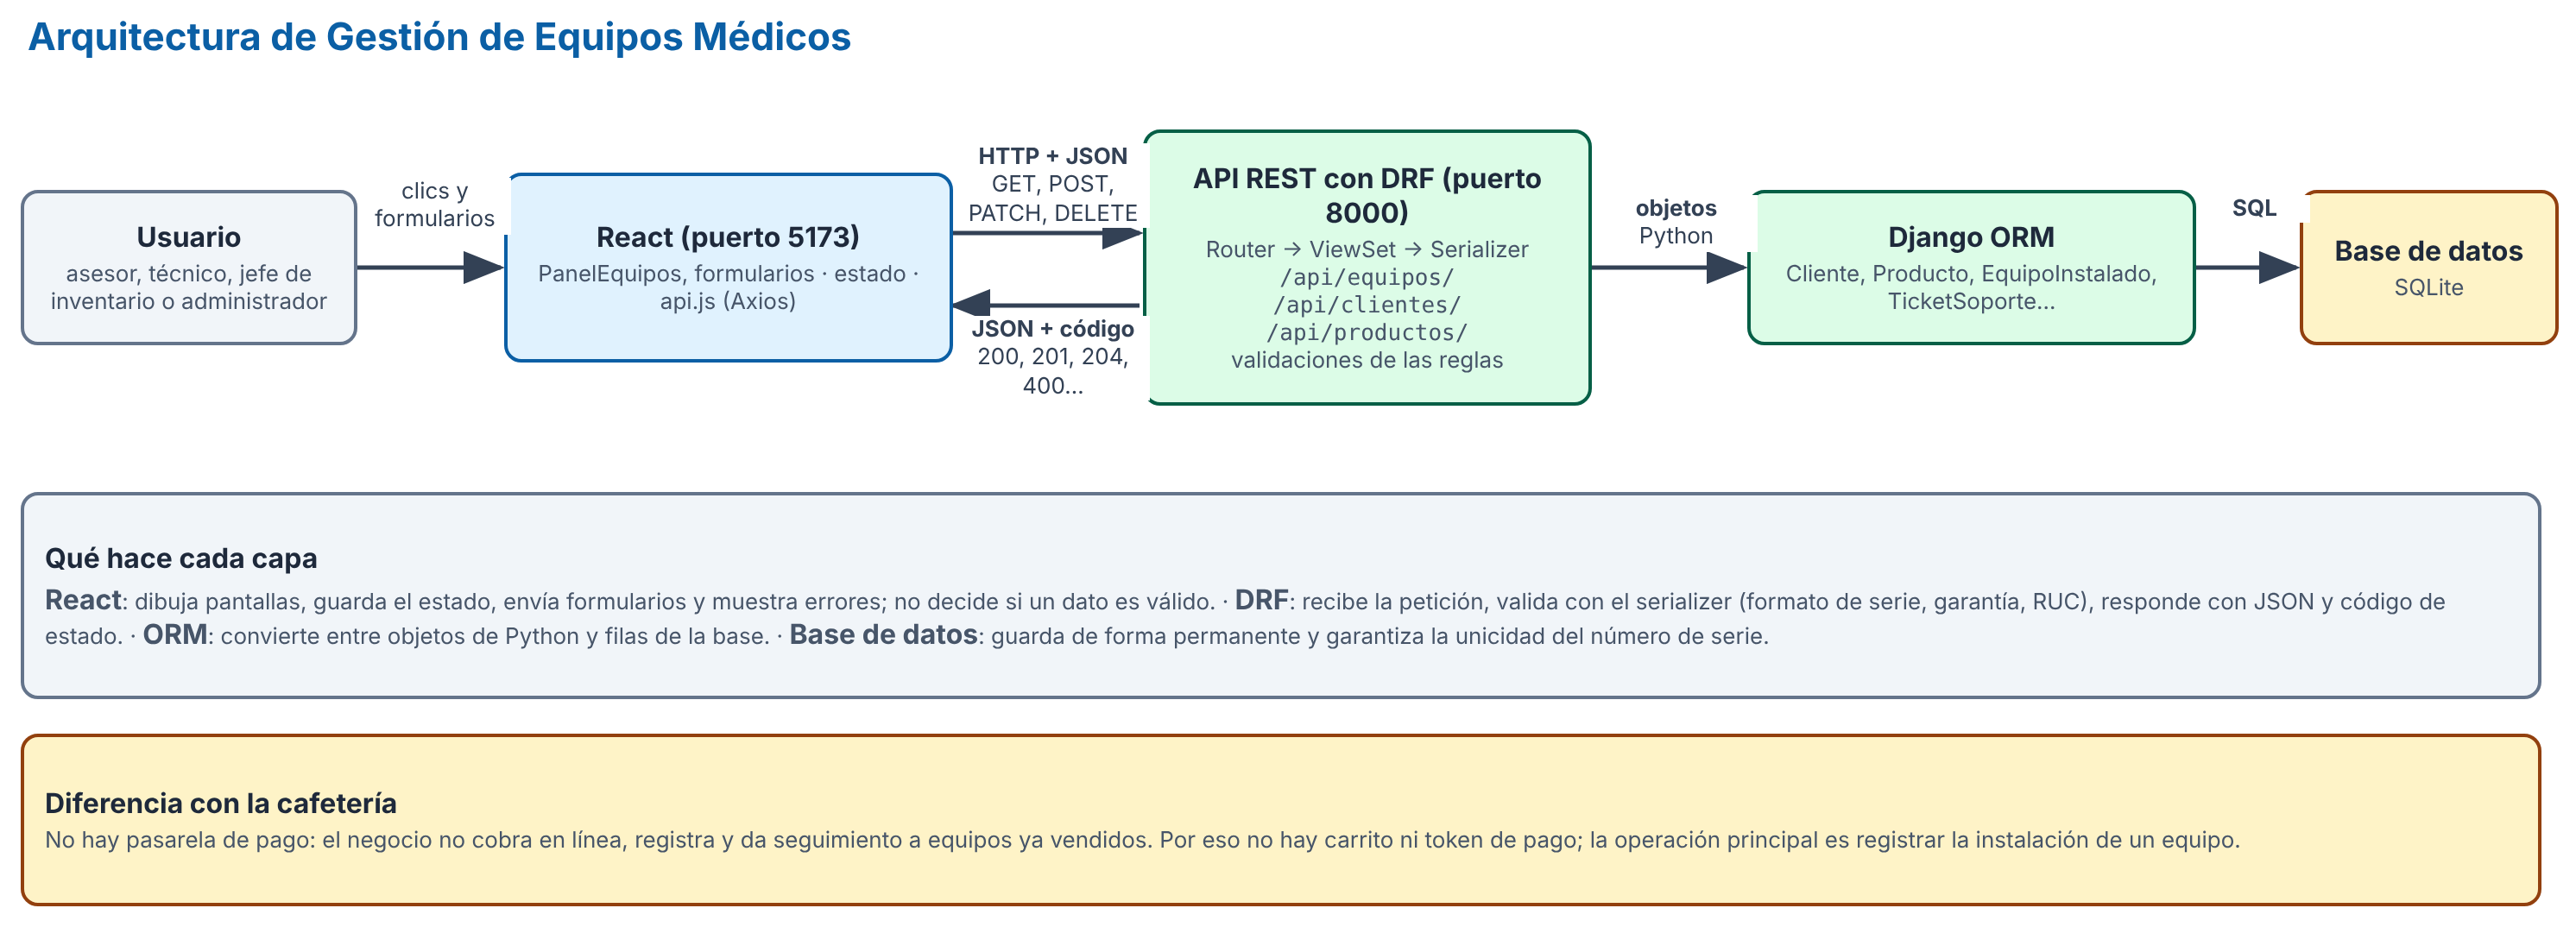 Arquitectura de Gestión de Equipos Médicos
Usuario
asesor, técnico, jefe de
inventario o administrador
clics y
formularios
React (puerto 5173)
PanelEquipos, formularios · estado ·
api.js (Axios)
HTTP + JSON
GET, POST,
PATCH, DELETE
JSON + código
200, 201, 204,
400...
API REST con DRF (puerto
8000)
Router → ViewSet → Serializer
/api/equipos/
/api/clientes/
/api/productos/
validaciones de las reglas
objetos
Python
Django ORM
Cliente, Producto, EquipoInstalado,
TicketSoporte...
SQL
Base de datos
SQLite
Qué hace cada capa
React: dibuja pantallas, guarda el estado, envía formularios y muestra errores; no decide si un dato es válido. · DRF: recibe la petición, valida con el serializer (formato de serie, garantía, RUC), responde con JSON y código de
estado. · ORM: convierte entre objetos de Python y filas de la base. · Base de datos: guarda de forma permanente y garantiza la unicidad del número de serie.
Diferencia con la cafetería
No hay pasarela de pago: el negocio no cobra en línea, registra y da seguimiento a equipos ya vendidos. Por eso no hay carrito ni token de pago; la operación principal es registrar la instalación de un equipo.